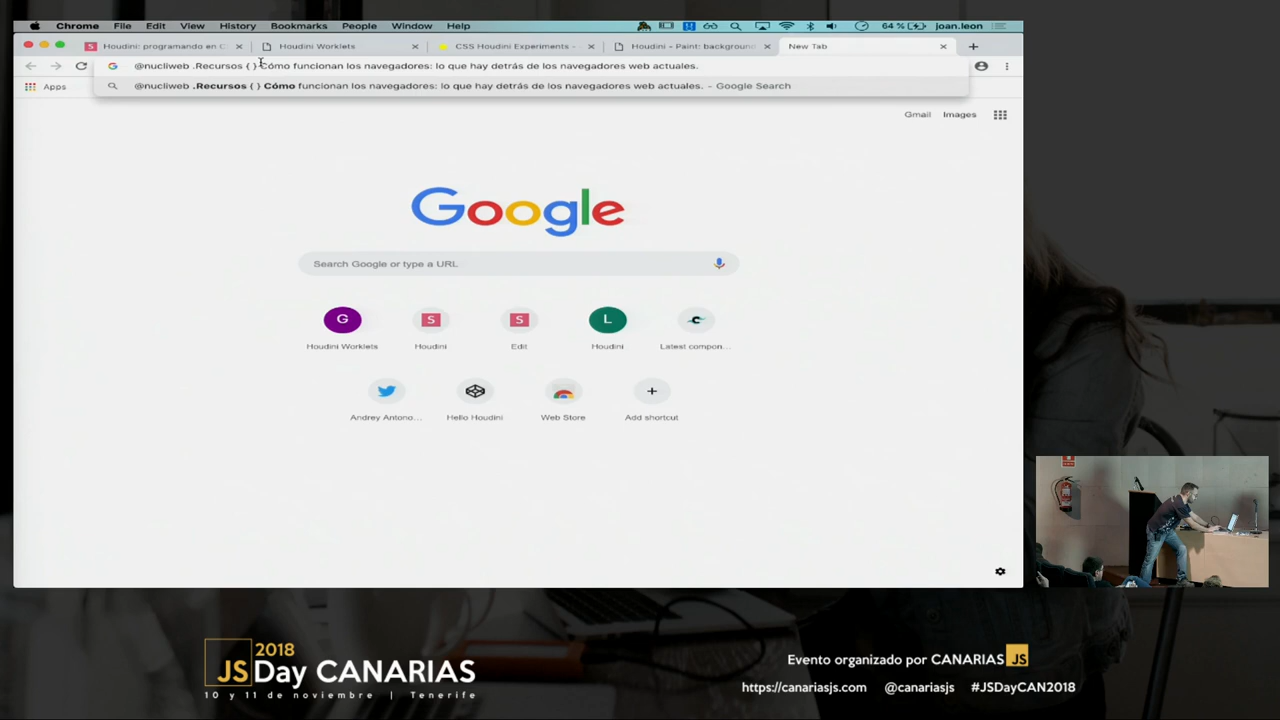 Chrome File Edit View History Bookmarks People Window Help 64 % joan.leon
Houdini: programando en C Houdini Worklets CSS Houdini Experiments - Houdini - Paint: background New Tab
@nucliweb .Recursos { } Cómo funcionan los navegadores: lo que hay detrás de los navegadores web actuales.
Apps @nucliweb .Recursos { } Cómo funcionan los navegadores: lo que hay detrás de los navegadores web actuales. - Google Search
Gmail Images
Google
Search Google or type a URL
G S S L C
Houdini Worklets Houdini Edit Houdini Latest compon...
Andrey Antono... Hello Houdini Web Store Add shortcut
2018
JSDay CANARIAS
10 y 11 de noviembre | Tenerife
Evento organizado por CANARIAS JS
https://canariasjs.com @canariasjs #JSDayCAN2018